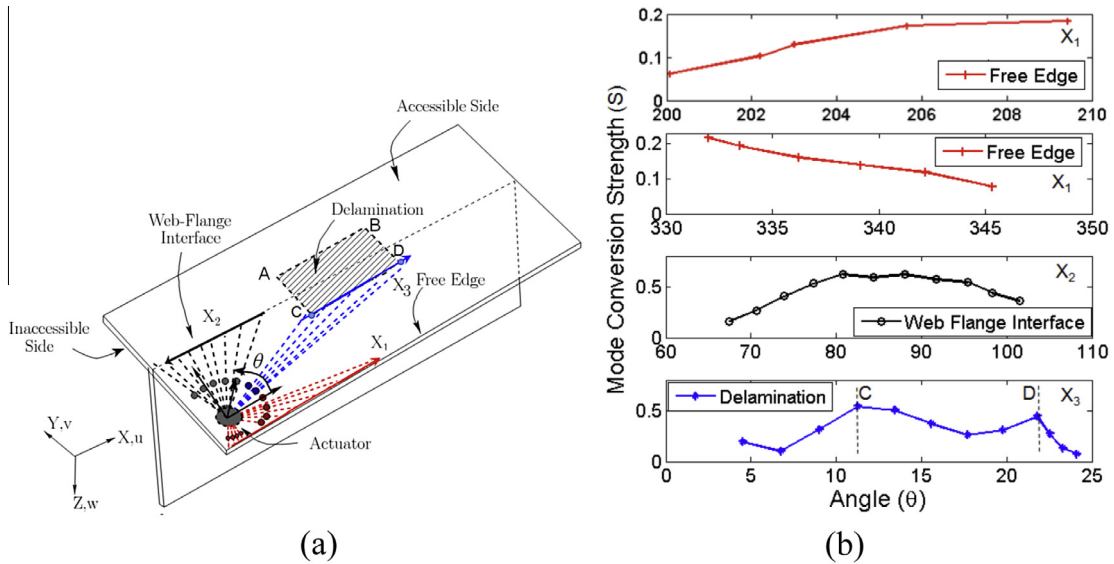 Accessible Side
Web-Flange
Interface
Delamination
B
A
D
X3
C
X2
Free Edge
Inaccessible
Side
X1
θ
Y,v
X,u
Z,w
Actuator
(a)
Mode Conversion Strength (S)
0.2
0.1
0
X1
Free Edge
200 202 204 206 208 210
0.2
0.1
0
Free Edge
X1
330 335 340 345 350
0.5
0
X2
Web Flange Interface
60 70 80 90 100 110
0.5
0
Delamination
C
D
X3
0 5 10 15 20 25
Angle (θ)
(b)